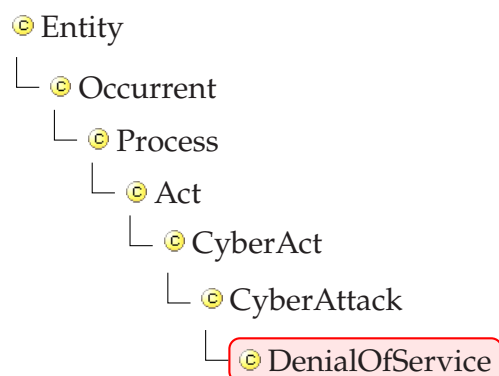 Entity
Occurrent
Process
Act
CyberAct
CyberAttack
DenialOfService